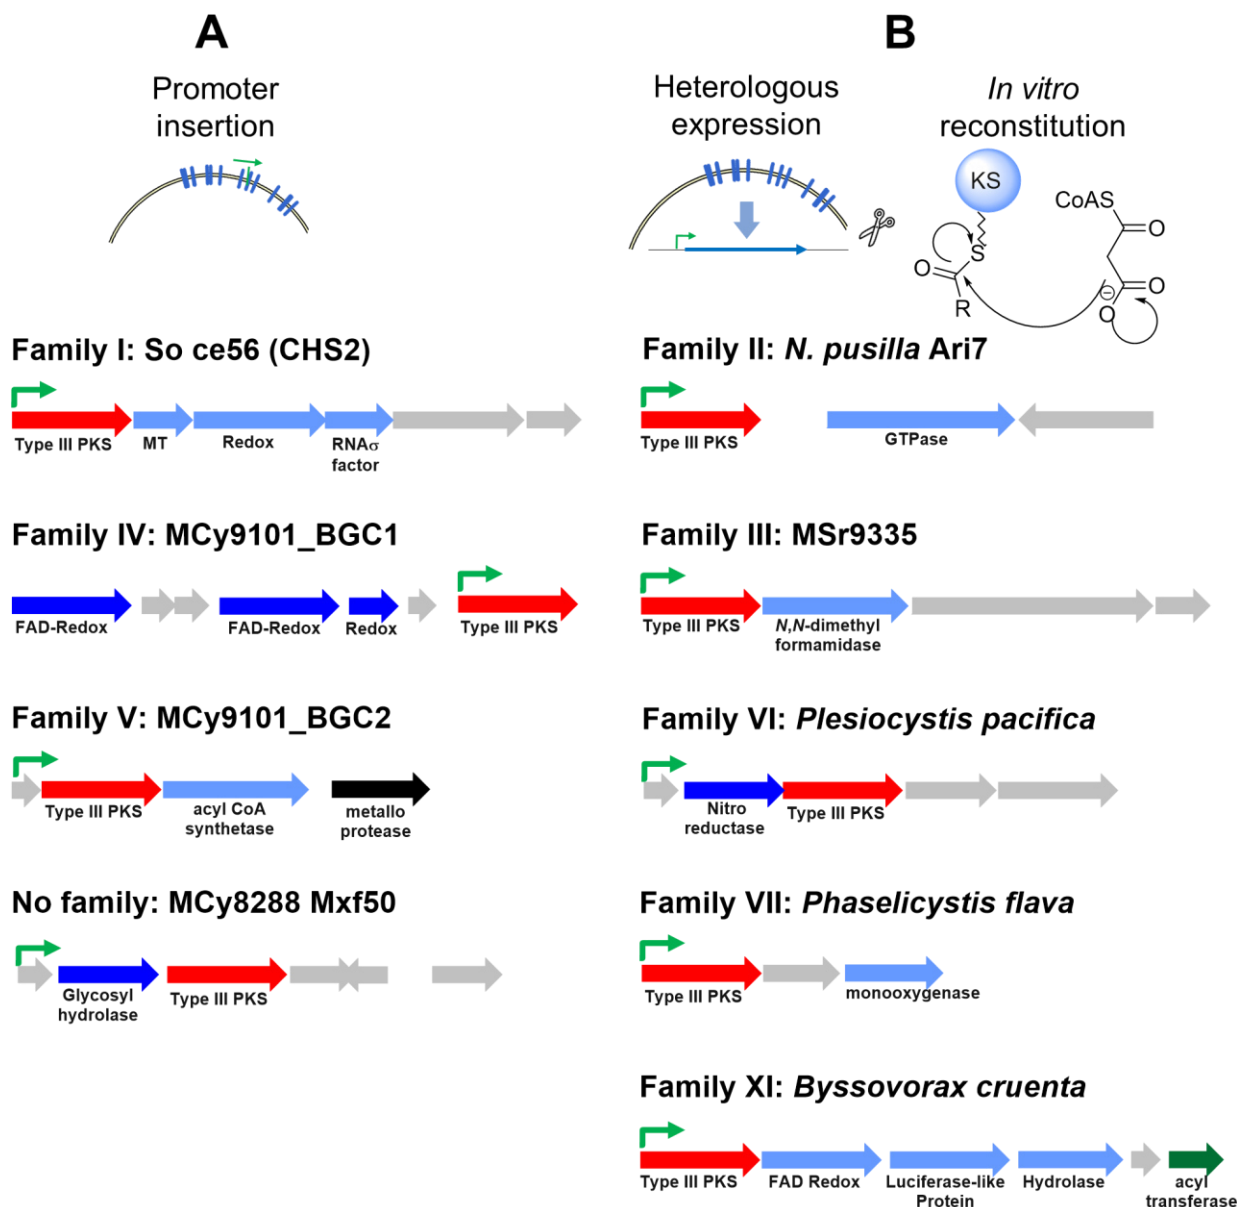 A
Promoter
insertion
B
Heterologous
expression
In vitro
reconstitution
KS
S
O
R
CoAS
O
O
⊖
O
Family I: So ce56 (CHS2)
Type III PKS
MT
Redox
RNAσ
factor
Family IV: MCy9101_BGC1
FAD-Redox
FAD-Redox
Redox
Type III PKS
Family V: MCy9101_BGC2
Type III PKS
acyl CoA
synthetase
metallo
protease
No family: MCy8288 Mxf50
Glycosyl
hydrolase
Type III PKS
Family II: N. pusilla Ari7
Type III PKS
GTPase
Family III: MSr9335
Type III PKS
N,N-dimethyl
formamidase
Family VI: Plesiocystis pacifica
Nitro
reductase
Type III PKS
Family VII: Phaselicystis flava
Type III PKS
monooxygenase
Family XI: Byssovorax cruenta
Type III PKS
FAD Redox
Luciferase-like
Protein
Hydrolase
acyl
transferase